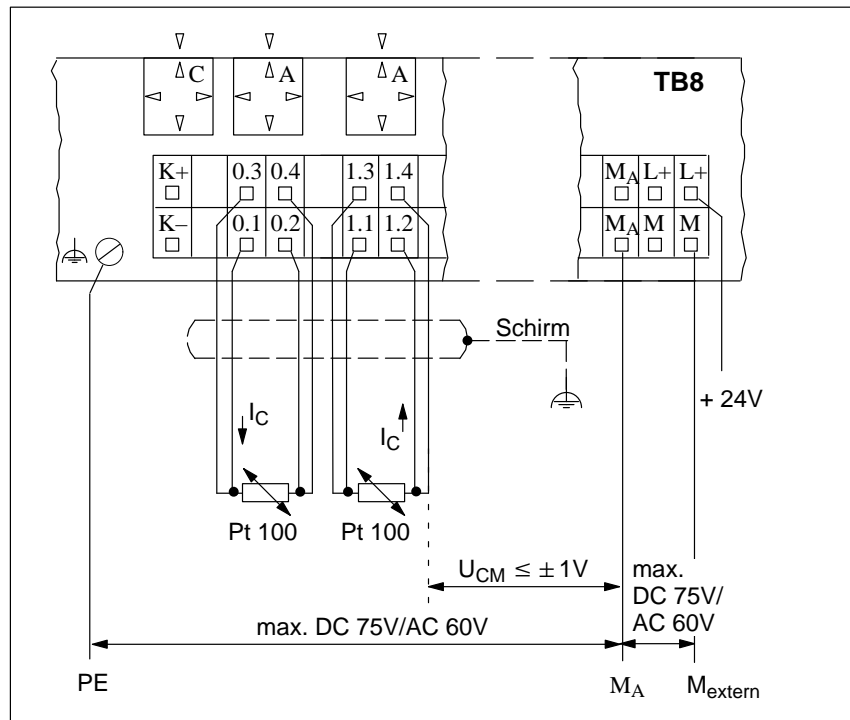 C A A TB8
K+ 0.3 0.4 1.3 1.4 MA L+ L+
K– 0.1 0.2 1.1 1.2 MA M M
Schirm
+ 24V
IC IC
Pt 100 Pt 100
UCM ≤ ± 1V
max.
DC 75V/
AC 60V
max. DC 75V/AC 60V
PE MA Mextern